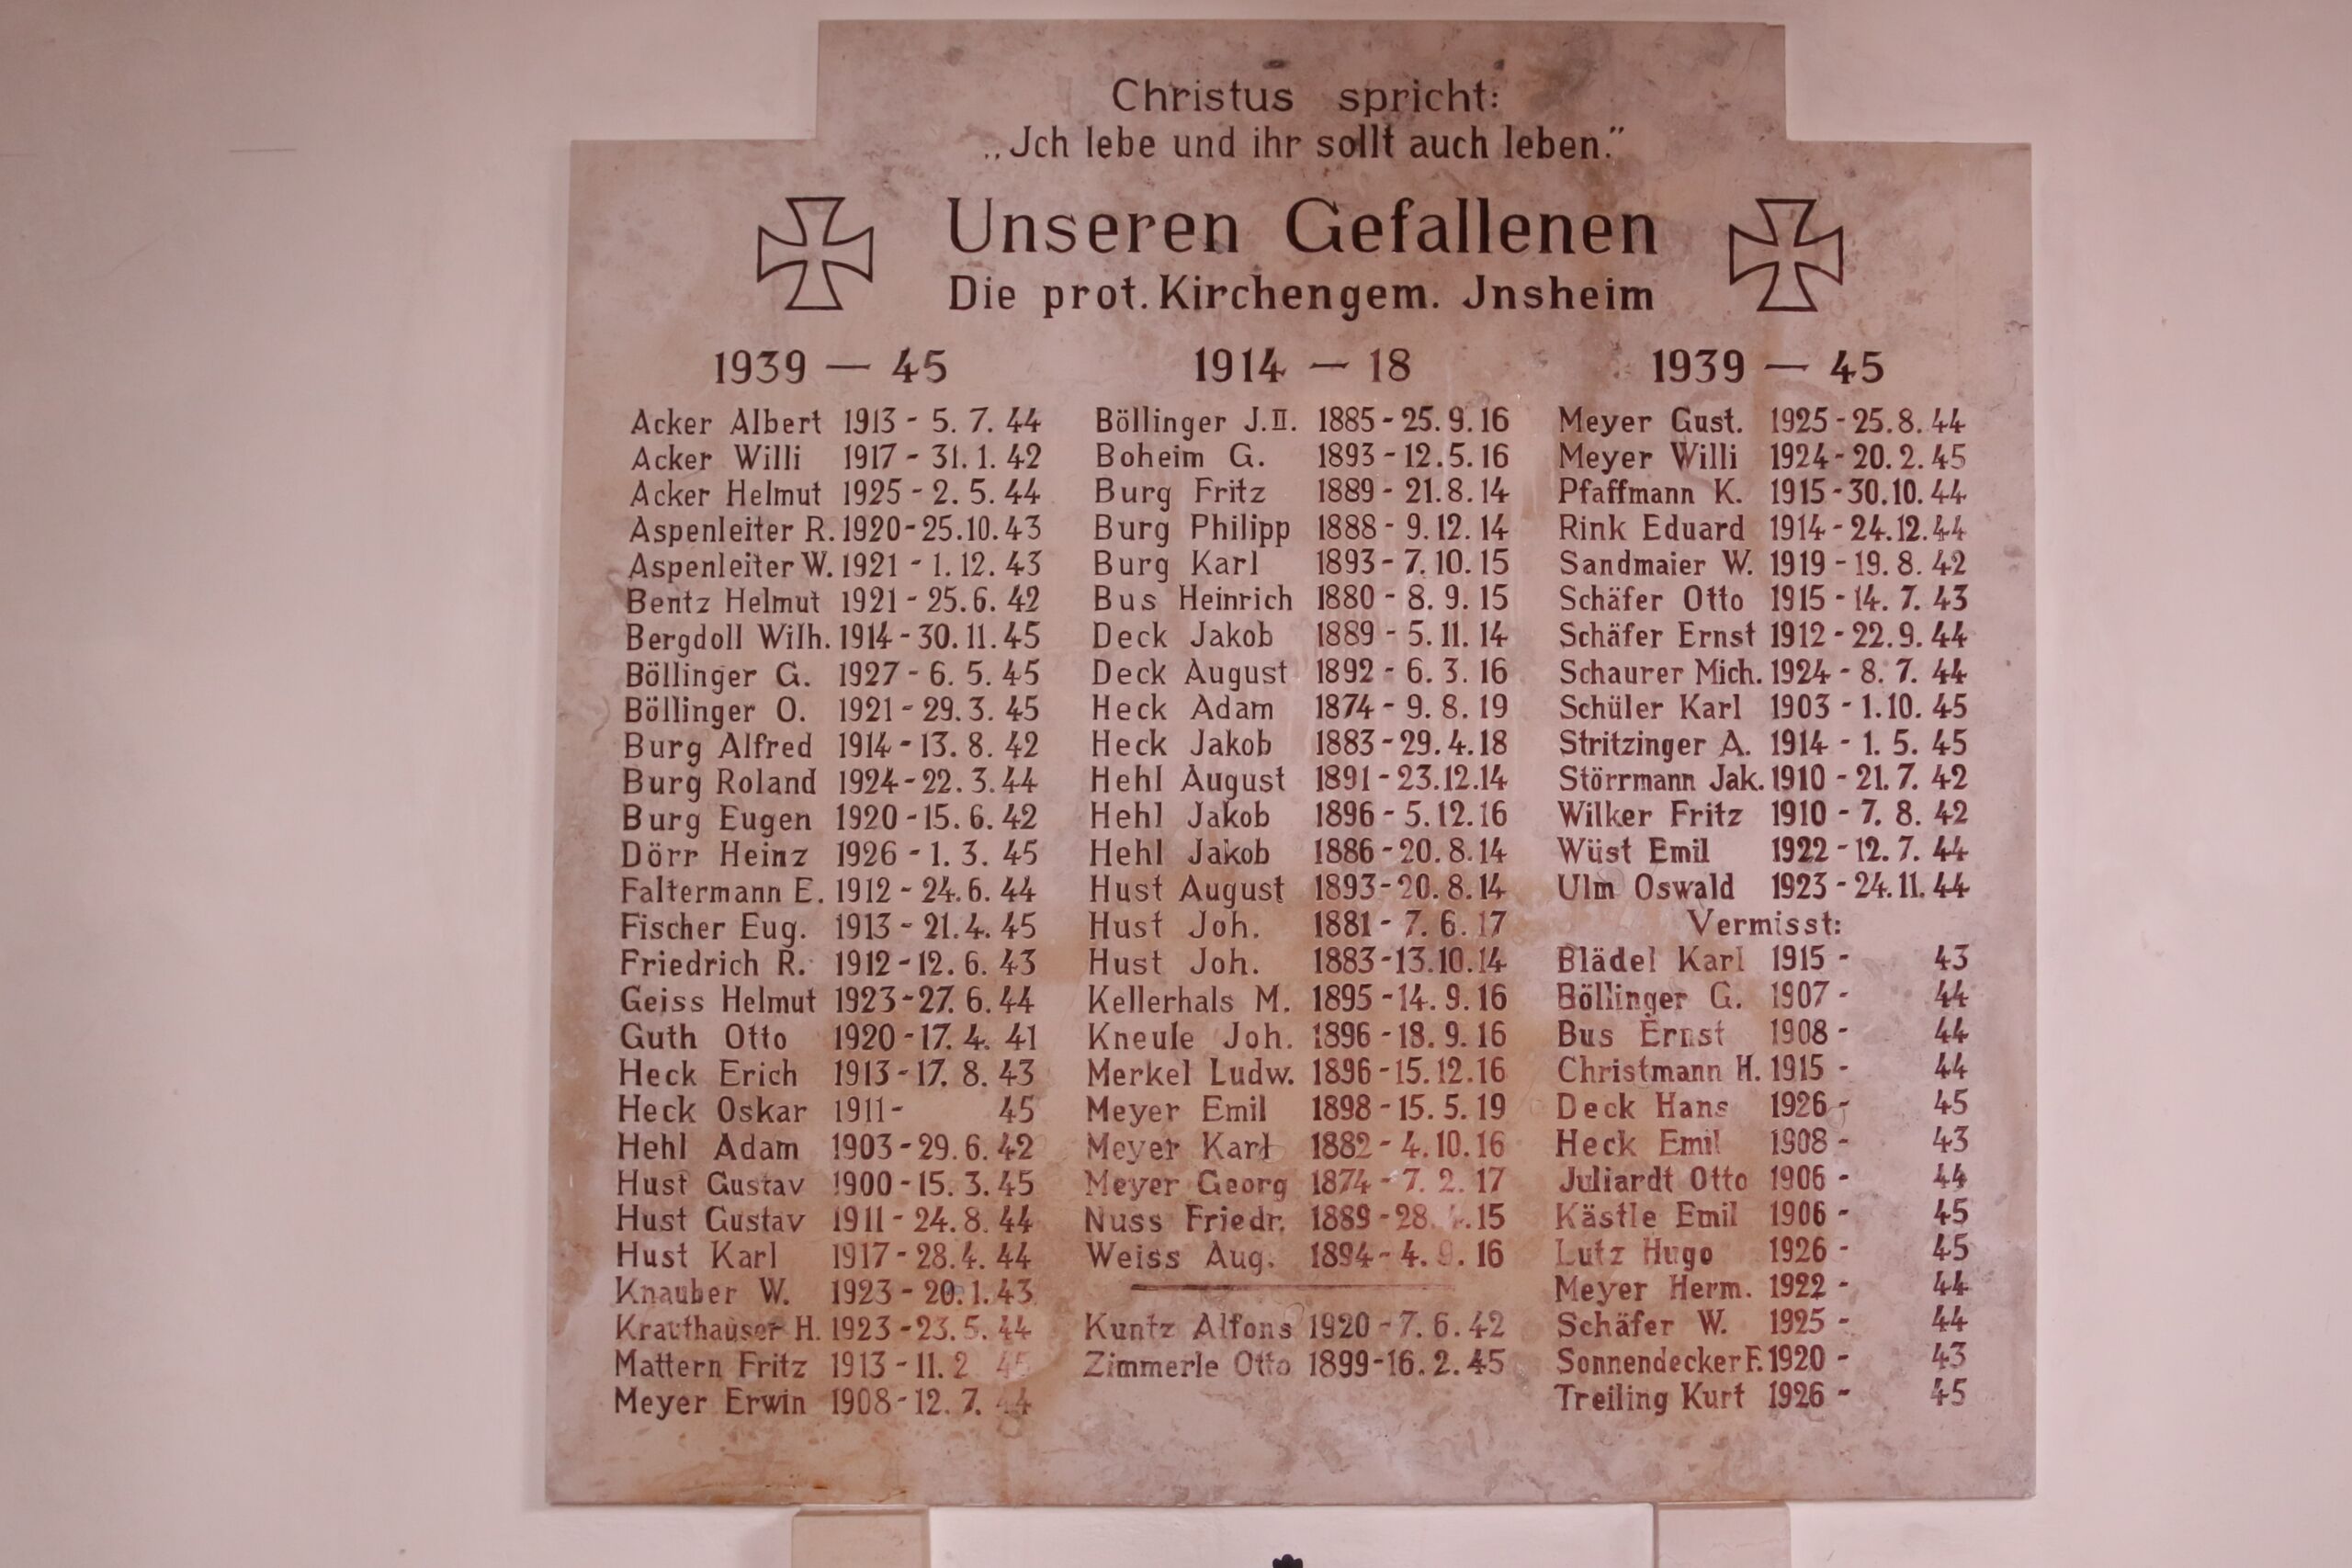 Christus spricht:
„Jch lebe und ihr sollt auch leben.”
Unseren Gefallenen
Die prot. Kirchengem. Jnsheim
1939 — 45
Acker Albert 1913 - 5. 7. 44
Acker Willi 1917 - 31. 1. 42
Acker Helmut 1925 - 2. 5. 44
Aspenleiter R. 1920 - 25.10. 43
Aspenleiter W. 1921 - 1. 12. 43
Bentz Helmut 1921 - 25. 6. 42
Bergdoll Wilh. 1914 - 30. 11. 45
Böllinger G. 1927 - 6. 5. 45
Böllinger O. 1921 - 29. 3. 45
Burg Alfred 1914 - 13. 8. 42
Burg Roland 1924 - 22. 3. 44
Burg Eugen 1920 - 15. 6. 42
Dörr Heinz 1926 - 1. 3. 45
Faltermann E. 1912 - 24. 6. 44
Fischer Eug. 1913 - 21. 4. 45
Friedrich R. 1912 - 12. 6. 43
Geiss Helmut 1923 - 27. 6. 44
Guth Otto 1920 - 17. 4. 41
Heck Erich 1913 - 17. 8. 43
Heck Oskar 1911 - 45
Hehl Adam 1903 - 29. 6. 42
Hust Gustav 1900 - 15. 3. 45
Hust Gustav 1911 - 24. 8. 44
Hust Karl 1917 - 28. 4. 44
Knauber W. 1923 - 20. 1. 43
Krauthauser H. 1923 - 23. 5. 44
Mattern Fritz 1913 - 11. 2 45
Meyer Erwin 1908 - 12. 7. 44
1914 — 18
Böllinger J. II. 1885 - 25. 9. 16
Boheim G. 1893 - 12. 5. 16
Burg Fritz 1889 - 21. 8. 14
Burg Philipp 1888 - 9. 12. 14
Burg Karl 1893 - 7. 10. 15
Bus Heinrich 1880 - 8. 9. 15
Deck Jakob 1889 - 5. 11. 14
Deck August 1892 - 6. 3. 16
Heck Adam 1874 - 9. 8. 19
Heck Jakob 1883 - 29. 4. 18
Hehl August 1891 - 23.12.14
Hehl Jakob 1896 - 5. 12. 16
Hehl Jakob 1886 - 20. 8. 14
Hust August 1893 - 20. 8. 14
Hust Joh. 1881 - 7. 6. 17
Hust Joh. 1883 - 13.10.14
Kellerhals M. 1895 - 14. 9. 16
Kneule Joh. 1896 - 18. 9. 16
Merkel Ludw. 1896 - 15. 12. 16
Meyer Emil 1898 - 15. 5. 19
Meyer Karl 1882 - 4. 10. 16
Meyer Georg 1874 - 7. 2. 17
Nuss Friedr. 1889 - 28. .15
Weiss Aug. 1894 - 4. 9. 16
Kuntz Alfons 1920 - 7. 6. 42
Zimmerle Otto 1899 - 16. 2. 45
1939 — 45
Meyer Gust. 1925 - 25. 8. 44
Meyer Willi 1924 - 20. 2. 45
Pfaffmann K. 1915 - 30.10. 44
Rink Eduard 1914 - 24.12. 44
Sandmaier W. 1919 - 19. 8. 42
Schäfer Otto 1915 - 14. 7. 43
Schäfer Ernst 1912 - 22. 9. 44
Schaurer Mich. 1924 - 8. 7. 44
Schüler Karl 1903 - 1. 10. 45
Stritzinger A. 1914 - 1. 5. 45
Störrmann Jak. 1910 - 21. 7. 42
Wilker Fritz 1910 - 7. 8. 42
Wüst Emil 1922 - 12. 7. 44
Ulm Oswald 1923 - 24. 11. 44
Vermisst:
Blädel Karl 1915 - 43
Böllinger G. 1907 - 44
Bus Ernst 1908 - 44
Christmann H. 1915 - 44
Deck Hans 1926 - 45
Heck Emil 1908 - 43
Juliardt Otto 1906 - 44
Kästle Emil 1906 - 45
Lutz Hugo 1926 - 45
Meyer Herm. 1922 - 44
Schäfer W. 1925 - 44
Sonnendecker F. 1920 - 43
Treiling Kurt 1926 - 45